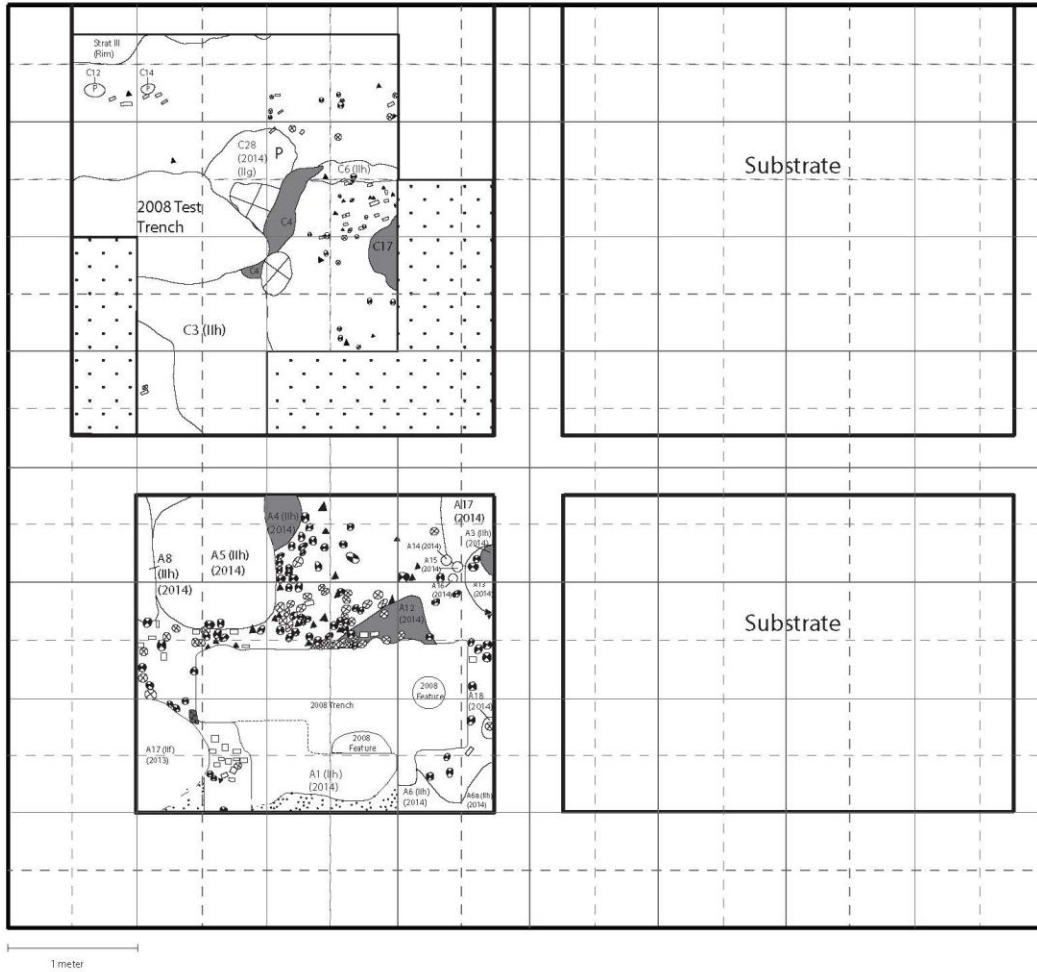 Strat III
(Rim)
C12
C14
P
P
C28
(2014)
(IIg)
P
C6 (IIh)
Substrate
2008 Test
Trench
C4
C17
C4
C3 (IIh)
A17
(2014)
A4 (IIh)
(2014)
A3 (IIh)
(2014)
A14 (2014)
A8
(IIh)
(2014)
A5 (IIh)
(2014)
A15
(2014)
A16
(2014)
A13
(2014)
A12
(2014)
Substrate
2008
Feature
2008 Trench
A18
(2014)
2008
Feature
A17 (IIf)
(2013)
A1 (IIh)
(2014)
A6 (IIh)
(2014)
A6a (IIh)
(2014)
1 meter